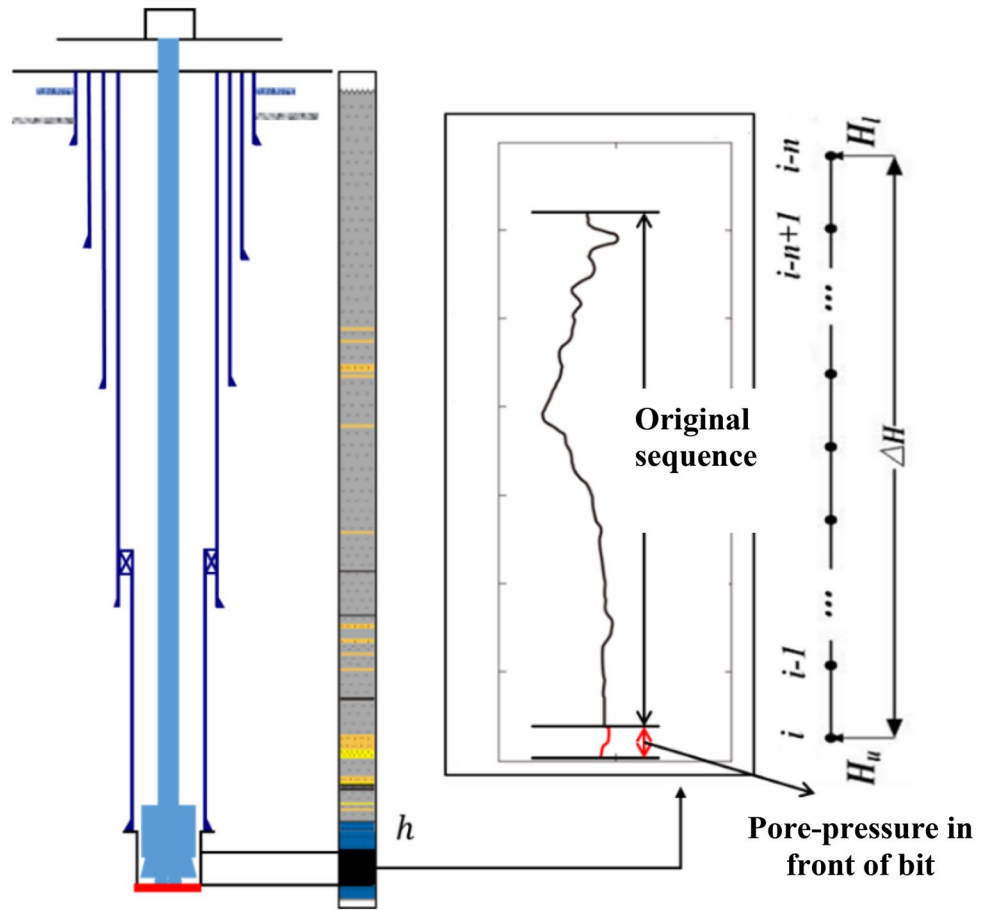 H_l
i-n
i-n+1
...
Original
sequence
ΔH
...
i-1
i
H_u
h
Pore-pressure in
front of bit